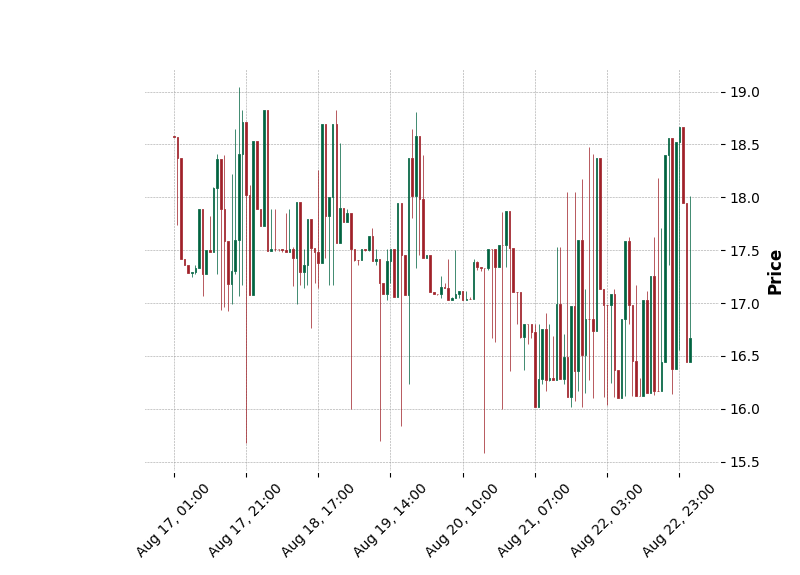 19.0
18.5
18.0
17.5
17.0
16.5
16.0
15.5
Price
Aug 17, 01:00
Aug 17, 21:00
Aug 18, 17:00
Aug 19, 14:00
Aug 20, 10:00
Aug 21, 07:00
Aug 22, 03:00
Aug 22, 23:00